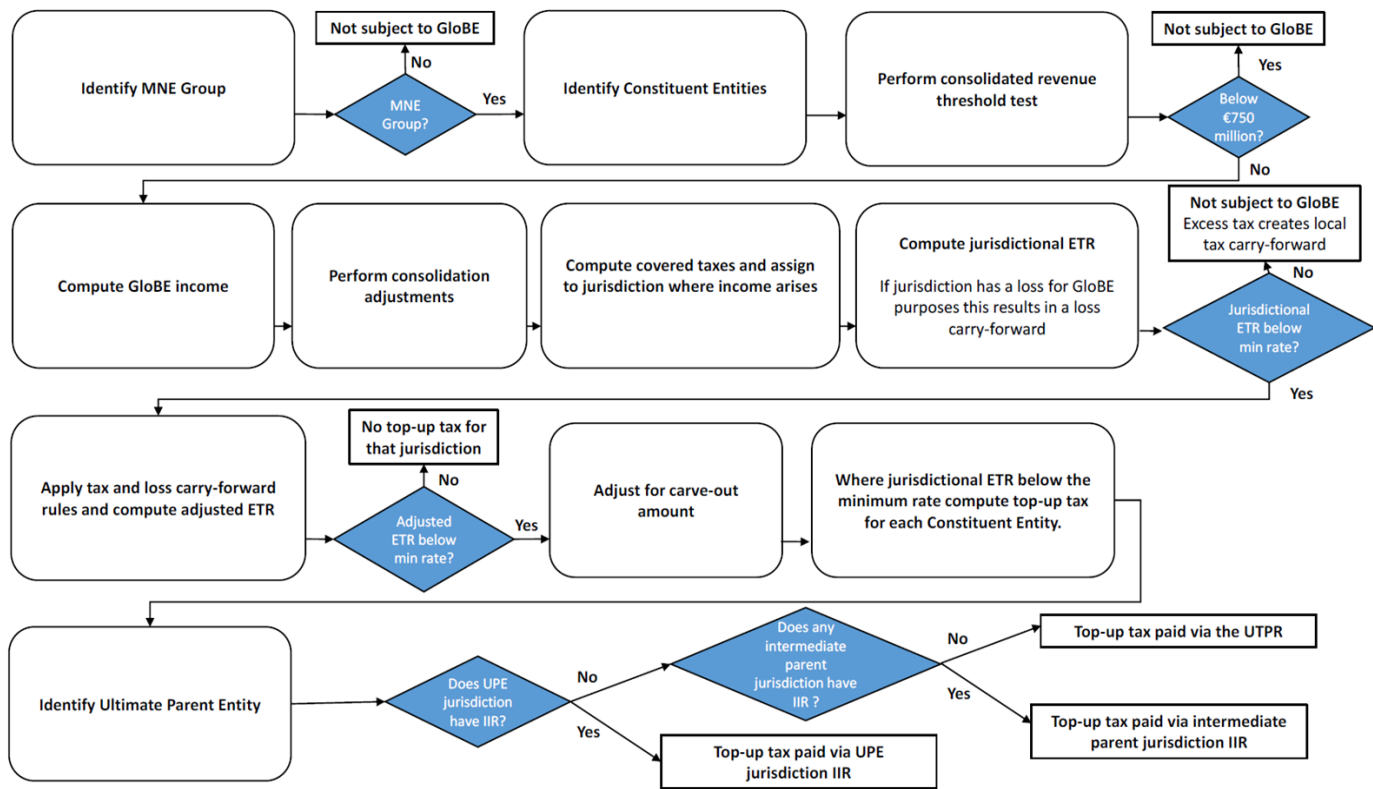 Not subject to GloBE
No
Identify MNE Group
MNE
Group?
Yes
Identify Constituent Entities
Perform consolidated revenue
threshold test
Not subject to GloBE
Yes
Below
€750
million?
No
Compute GloBE income
Perform consolidation
adjustments
Compute covered taxes and assign
to jurisdiction where income arises
Compute jurisdictional ETR
If jurisdiction has a loss for GloBE
purposes this results in a loss
carry-forward
Not subject to GloBE
Excess tax creates local
tax carry-forward
No
Jurisdictional
ETR below
min rate?
Yes
Apply tax and loss carry-forward
rules and compute adjusted ETR
No top-up tax for
that jurisdiction
No
Adjusted
ETR below
min rate?
Yes
Adjust for carve-out
amount
Where jurisdictional ETR below the
minimum rate compute top-up tax
for each Constituent Entity.
Identify Ultimate Parent Entity
Does UPE
jurisdiction
have IIR?
No
Yes
Top-up tax paid via UPE
jurisdiction IIR
Does any
intermediate
parent
jurisdiction have
IIR ?
No
Top-up tax paid via the UTPR
Yes
Top-up tax paid via intermediate
parent jurisdiction IIR